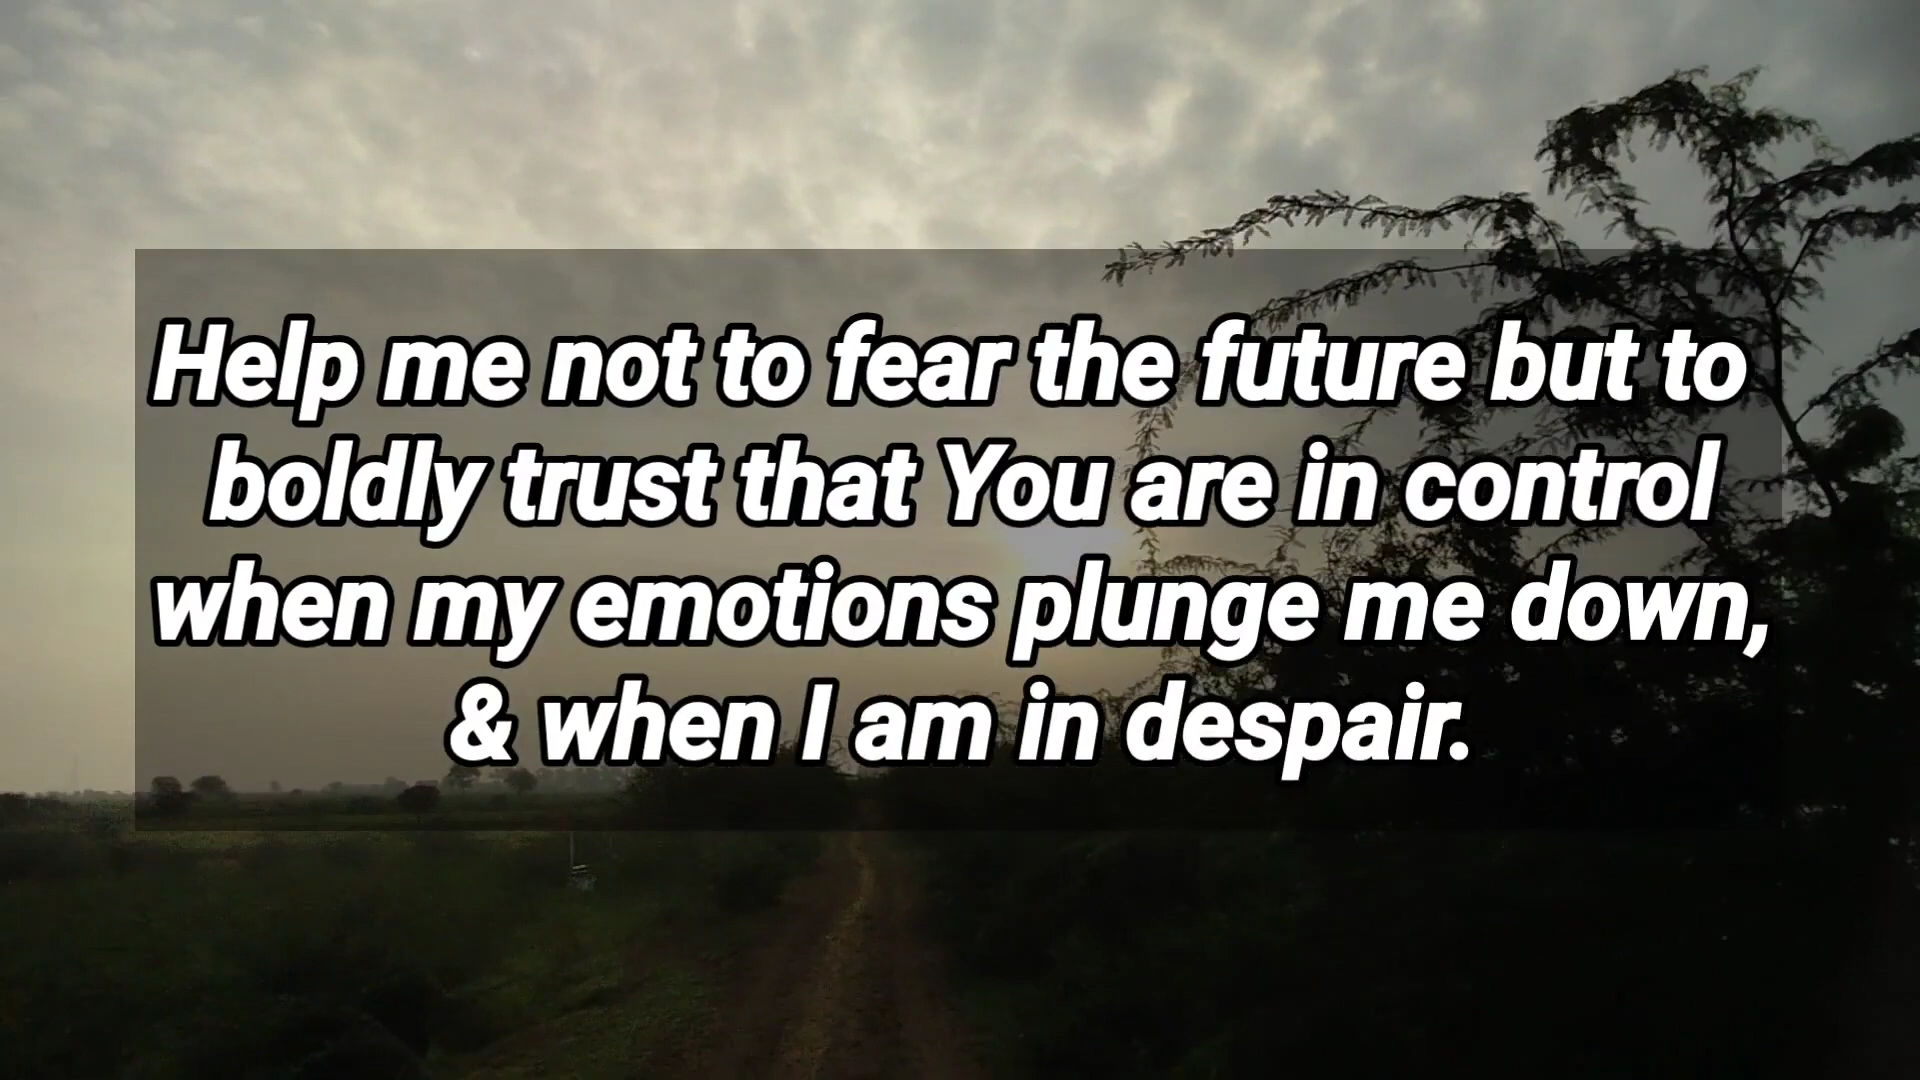 Help me not to fear the future but to
boldly trust that You are in control
when my emotions plunge me down,
& when I am in despair.